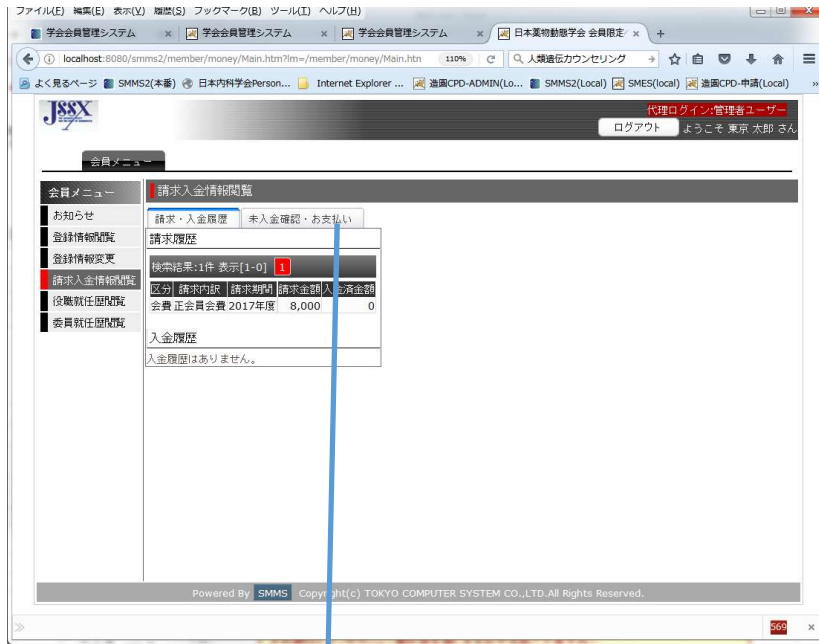 ファイル(F) 編集(E) 表示(V) 履歴(S) ブックマーク(B) ツール(T) ヘルプ(H)
学会会員管理システム × 学会会員管理システム × 学会会員管理システム × 日本薬物動態学会 会員限定 × +
localhost:8080/smms2/member/money/Main.htm?lm=/member/money/Main.htn 110% 人類遺伝カウンセリング
よく見るページ SMMS2(本番) 日本内科学会Person... Internet Explorer ... 造園CPD-ADMIN(Lo... SMMS2(Local) SMES(local) 造園CPD-申請(Local) »
JSSX
代理ログイン:管理者ユーザー
ログアウト ようこそ 東京 太郎 さん
会員メニュー
会員メニュー
お知らせ
登録情報閲覧
登録情報変更
請求入金情報閲覧
役職就任歴閲覧
委員就任歴閲覧
請求入金情報閲覧
請求・入金履歴 未入金確認・お支払い
請求履歴
検索結果:1件 表示[1-0] 1
区分 請求内訳 請求期間 請求金額 入金済金額
会費 正会員会費 2017年度 8,000 0
入金履歴
入金履歴はありません。
Powered By SMMS Copyright(c) TOKYO COMPUTER SYSTEM CO.,LTD.All Rights Reserved.
569 ×